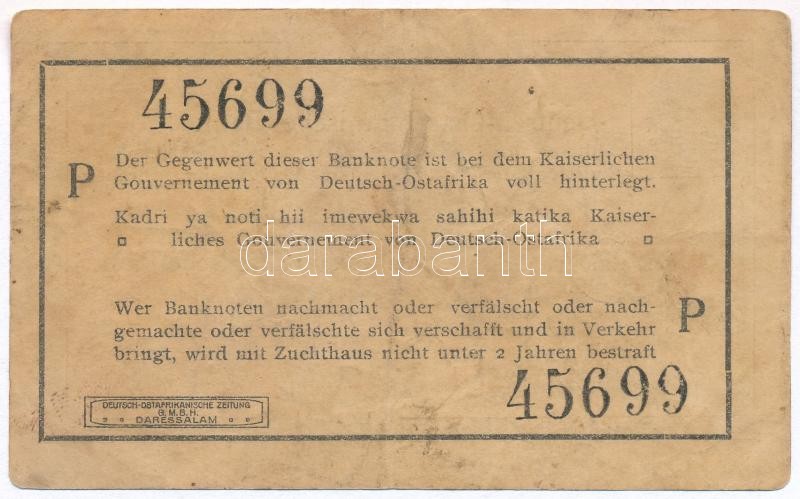 45699
P
Der Gegenwert dieser Banknote ist bei dem Kaiserlichen
Gouvernement von Deutsch-Ostafrika voll hinterlegt.
Kadri ya noti hii imewekwa sahihi katika Kaiser-
liches Gouvernement von Deutsch-Ostafrika
darabanth
Wer Banknoten nachmacht oder verfälscht oder nach-
gemachte oder verfälschte sich verschafft und in Verkehr
bringt, wird mit Zuchthaus nicht unter 2 Jahren bestraft
P
45699
DEUTSCH-OSTAFRIKANISCHE ZEITUNG
G.M.B.H.
DARESSALAM